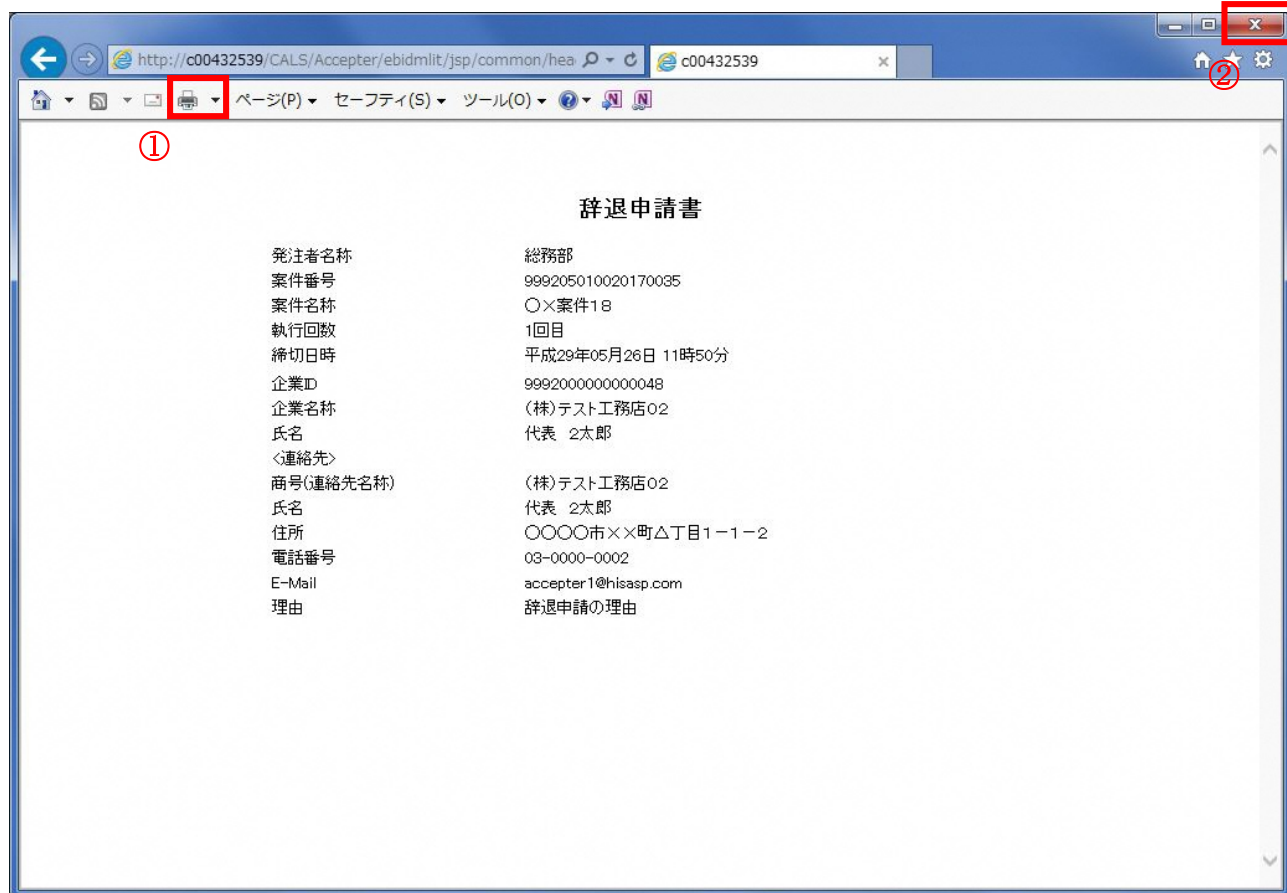 http://c00432539/CALS/Accepter/ebidmlit/jsp/common/hea
c00432539
②
ページ(P) セーフティ(S) ツール(O)
①
辞退申請書
発注者名称 総務部
案件番号 999205010020170035
案件名称 〇×案件18
執行回数 1回目
締切日時 平成29年05月26日 11時50分
企業ID 9992000000000048
企業名称 (株)テスト工務店02
氏名 代表 2太郎
<連絡先>
商号(連絡先名称) (株)テスト工務店02
氏名 代表 2太郎
住所 〇〇〇〇市××町△丁目1-1-2
電話番号 03-0000-0002
E-Mail accepter1@hisasp.com
理由 辞退申請の理由